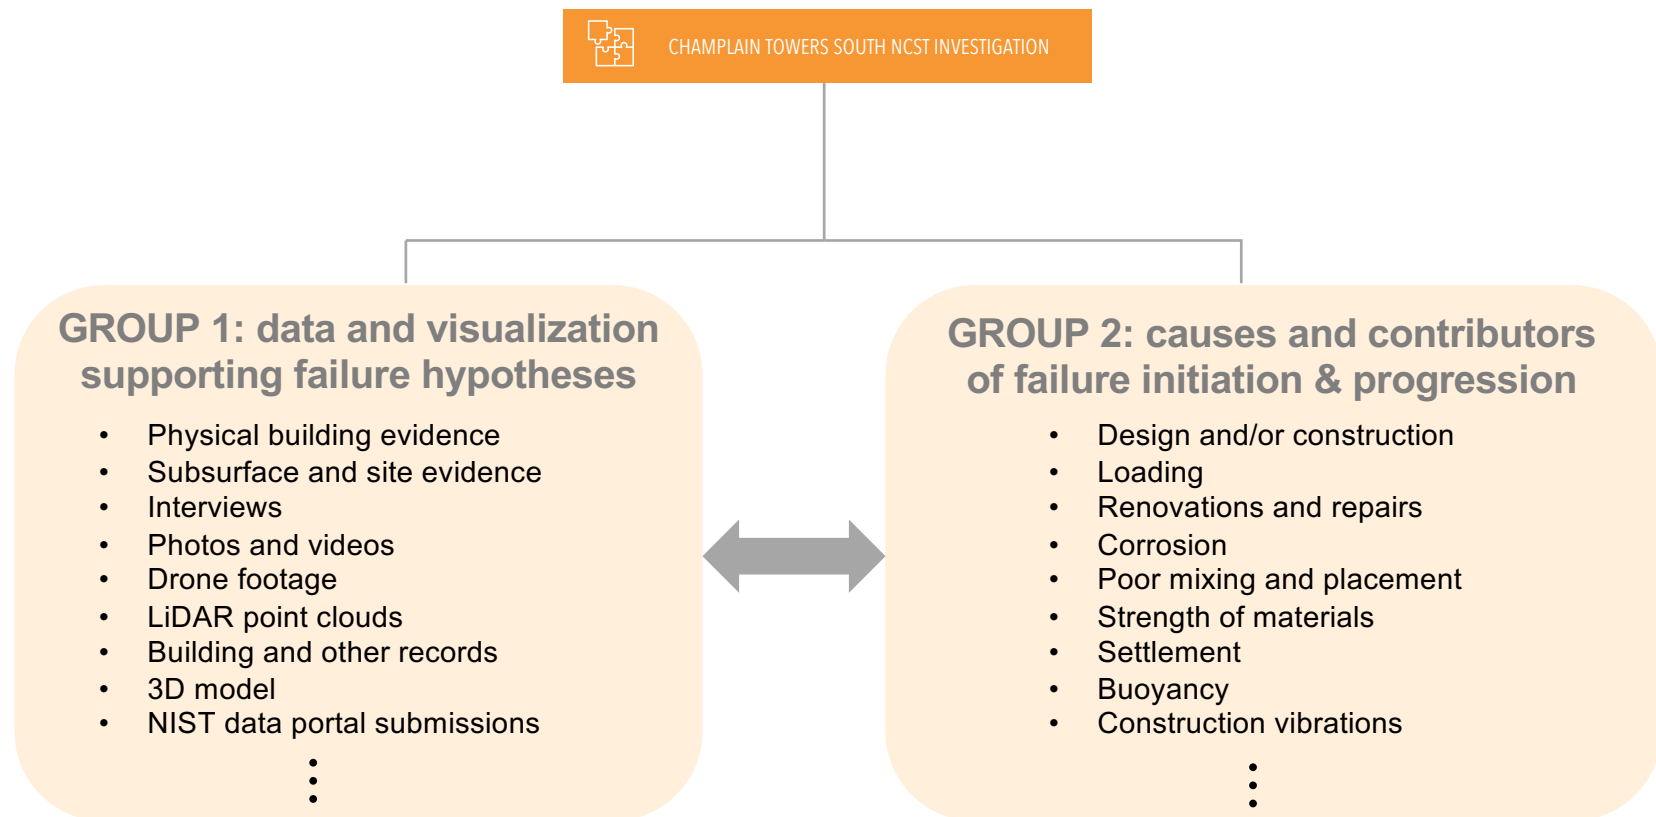 CHAMPLAIN TOWERS SOUTH NCST INVESTIGATION
GROUP 1: data and visualization
supporting failure hypotheses
• Physical building evidence
• Subsurface and site evidence
• Interviews
• Photos and videos
• Drone footage
• LiDAR point clouds
• Building and other records
• 3D model
• NIST data portal submissions
GROUP 2: causes and contributors
of failure initiation & progression
• Design and/or construction
• Loading
• Renovations and repairs
• Corrosion
• Poor mixing and placement
• Strength of materials
• Settlement
• Buoyancy
• Construction vibrations